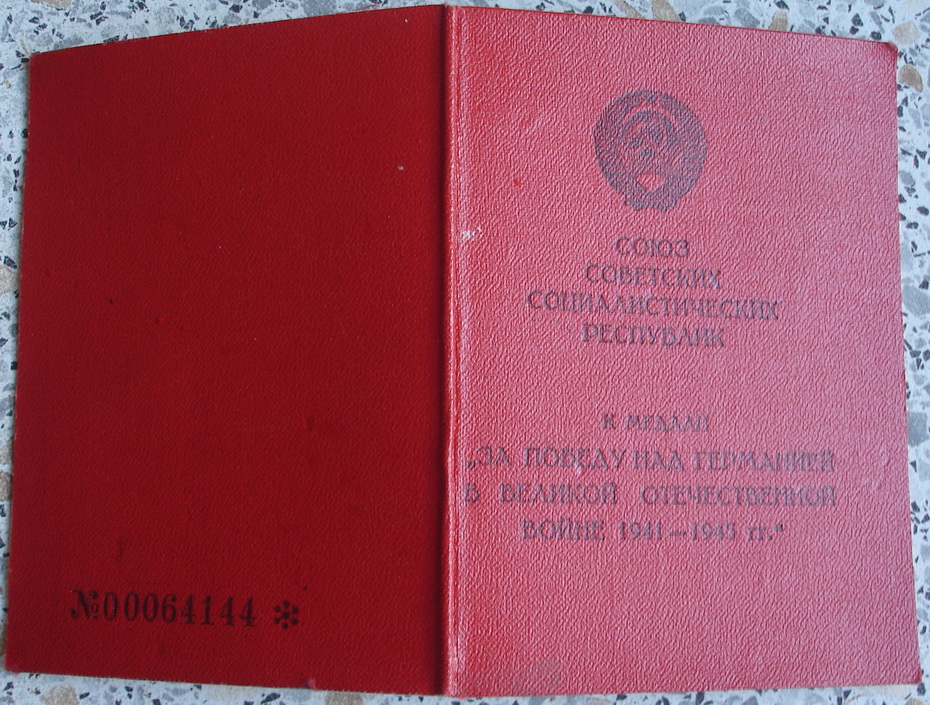 №00064144 *
СОЮЗ
СОВЕТСКИХ
СОЦИАЛИСТИЧЕСКИХ
РЕСПУБЛИК
К МЕДАЛИ
„ЗА ПОБЕДУ НАД ГЕРМАНИЕЙ
В ВЕЛИКОЙ ОТЕЧЕСТВЕННОЙ
ВОЙНЕ 1941—1945 гг."